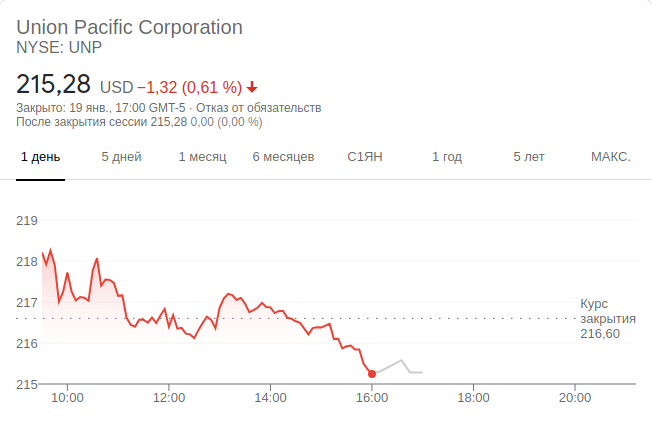 Union Pacific Corporation
NYSE: UNP
215,28 USD −1,32 (0,61 %)
Закрыто: 19 янв., 17:00 GMT-5 · Отказ от обязательств
После закрытия сессии 215,28 0,00 (0,00 %)
1 день 5 дней 1 месяц 6 месяцев С1ЯН 1 год 5 лет МАКС.
219
218
217
216
215
Курс
закрытия
216,60
10:00 12:00 14:00 16:00 18:00 20:00